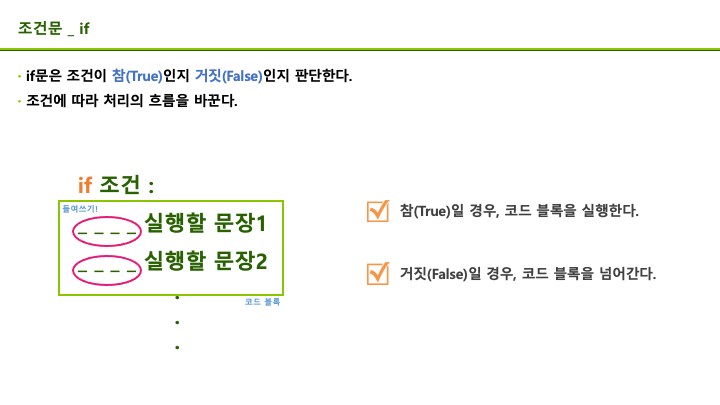 조건문 _ if
· if문은 조건이 참(True)인지 거짓(False)인지 판단한다.
· 조건에 따라 처리의 흐름을 바꾼다.
if 조건 :
들여쓰기!
_ _ _ _ 실행할 문장1
_ _ _ _ 실행할 문장2
코드 블록
.
.
.
참(True)일 경우, 코드 블록을 실행한다.
거짓(False)일 경우, 코드 블록을 넘어간다.